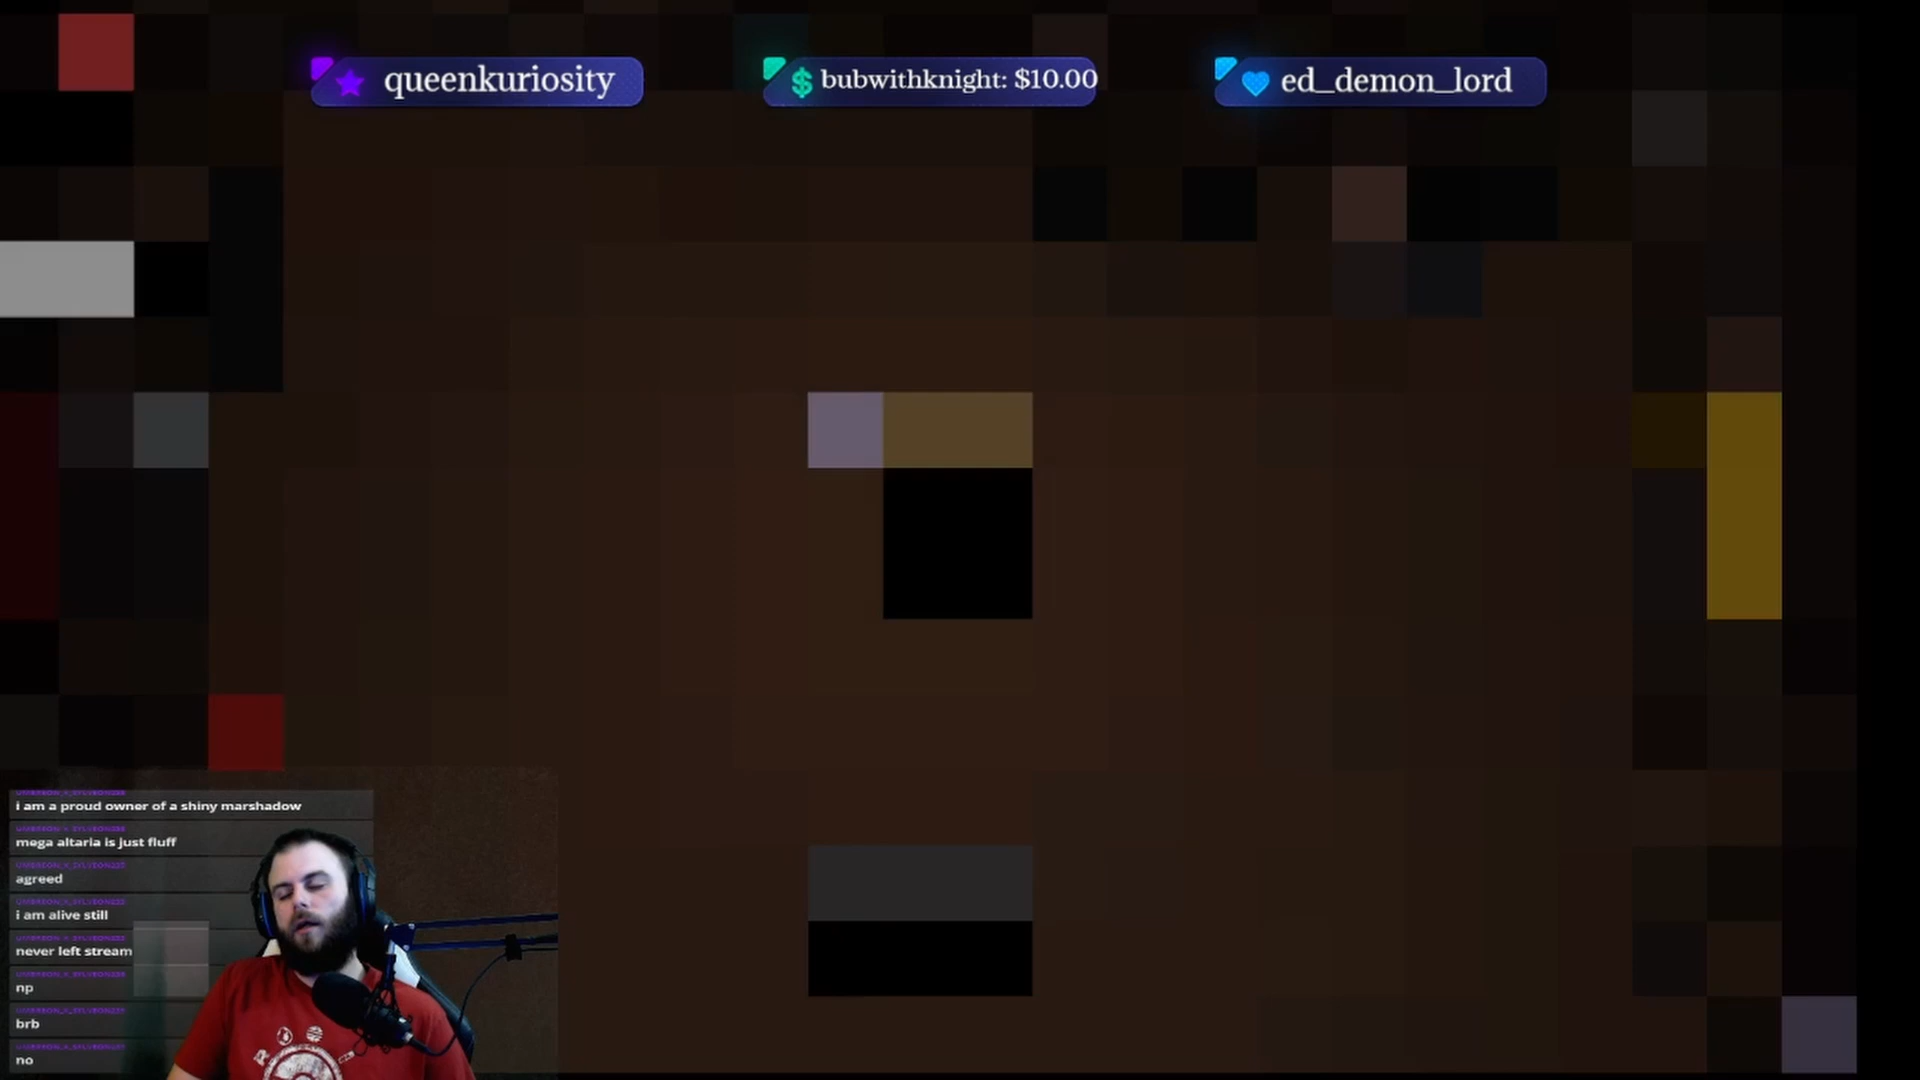 queenkuriosity
$ bubwithknight: $10.00
ed_demon_lord
i am a proud owner of a shiny marshadow
mega altaria is just fluff
agreed
i am alive still
never left stream
np
brb
no